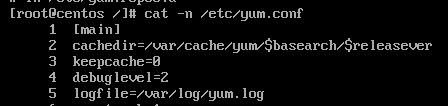 [root@centos /]# cat -n /etc/yum.conf
1 [main]
2 cachedir=/var/cache/yum/$basearch/$releasever
3 keepcache=0
4 debuglevel=2
5 logfile=/var/log/yum.log